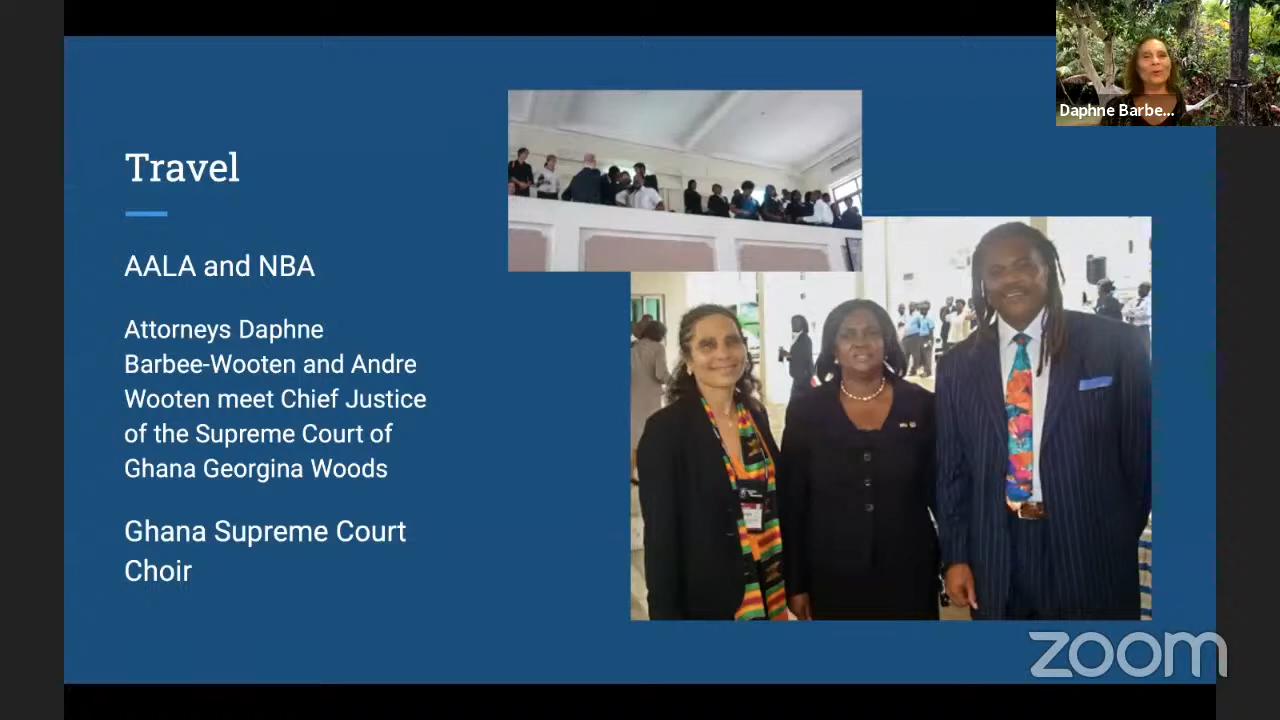 Daphne Barbe...
Travel
AALA and NBA
Attorneys Daphne
Barbee-Wooten and Andre
Wooten meet Chief Justice
of the Supreme Court of
Ghana Georgina Woods
Ghana Supreme Court
Choir
zoom